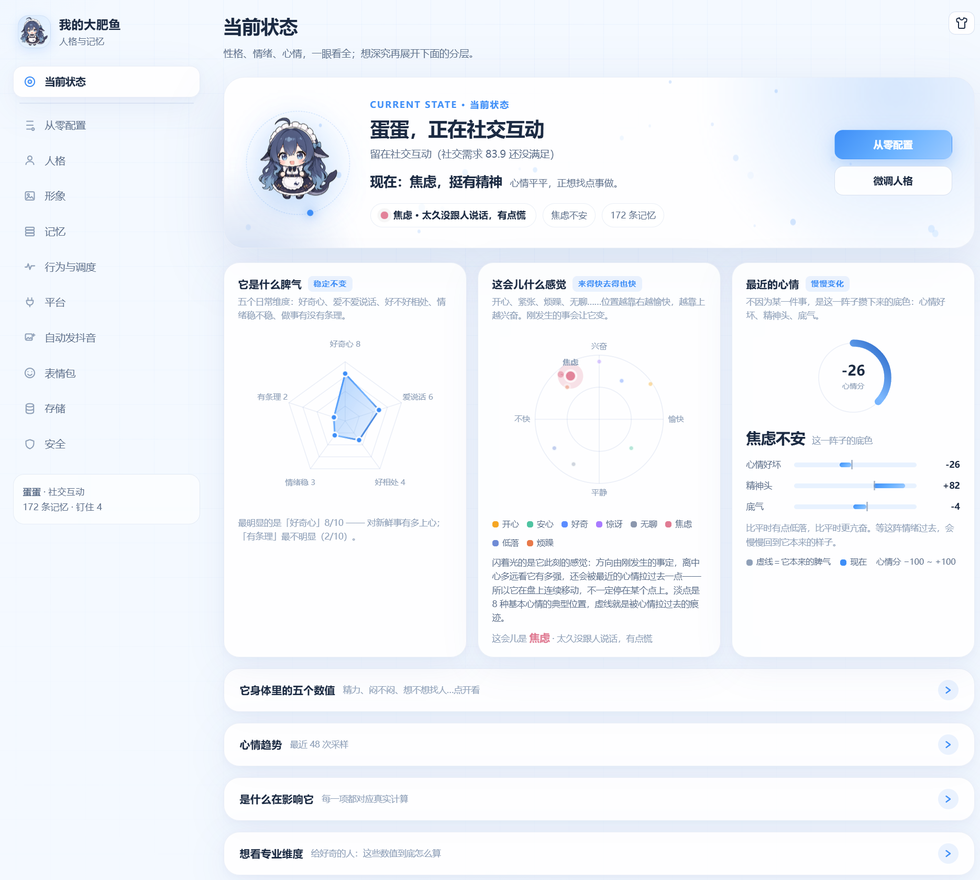 我的大肥鱼
人格与记忆
当前状态
从零配置
人格
形象
记忆
行为与调度
平台
自动发抖音
表情包
存储
安全
蛋蛋 · 社交互动
172 条记忆 · 钉住 4
当前状态
性格、情绪、心情，一眼看全；想深究再展开下面的分层。
CURRENT STATE • 当前状态
蛋蛋，正在社交互动
留在社交互动（社交需求 83.9 还没满足）
现在：焦虑，挺有精神 心情平平，正想找点事做。
焦虑 • 太久没跟人说话，有点慌
焦虑不安
172 条记忆
从零配置
微调人格
它是什么脾气 稳定不变
五个日常维度：好奇心、爱不爱说话、好不好相处、情
绪稳不稳、做事有没有条理。
好奇心 8
有条理 2
爱说话 6
情绪稳 3
好相处 4
最明显的是「好奇心」8/10 —— 对新鲜事有多上心；
「有条理」最不明显（2/10）。
这会儿什么感觉 来得快去得也快
开心、紧张、烦躁、无聊……位置越靠右越愉快，越靠上
越兴奋。刚发生的事会让它变。
兴奋
焦虑
不快
愉快
平静
开心 安心 好奇 惊讶 无聊 焦虑
低落 烦躁
闪着光的是它此刻的感觉：方向由刚发生的事定，离中
心多远看它有多强，还会被最近的心情拉过去一点——
所以它在盘上连续移动，不一定停在某个点上。淡点是
8 种基本心情的典型位置，虚线就是被心情拉过去的痕
迹。
这会儿是 焦虑 · 太久没跟人说话，有点慌
最近的心情 慢慢变化
不因为某一件事，是这一阵子攒下来的底色：心情好
坏、精神头、底气。
-26
心情分
焦虑不安 这一阵子的底色
心情好坏 -26
精神头 +82
底气 -4
比平时有点低落，比平时更亢奋。等这阵情绪过去，会
慢慢回到它本来的样子。
虚线 = 它本来的脾气 现在 心情分 −100 ~ +100
它身体里的五个数值 精力、闷不闷、想不想找人...点开看
心情趋势 最近 48 次采样
是什么在影响它 每一项都对应真实计算
想看专业维度 给好奇的人：这些数值到底怎么算